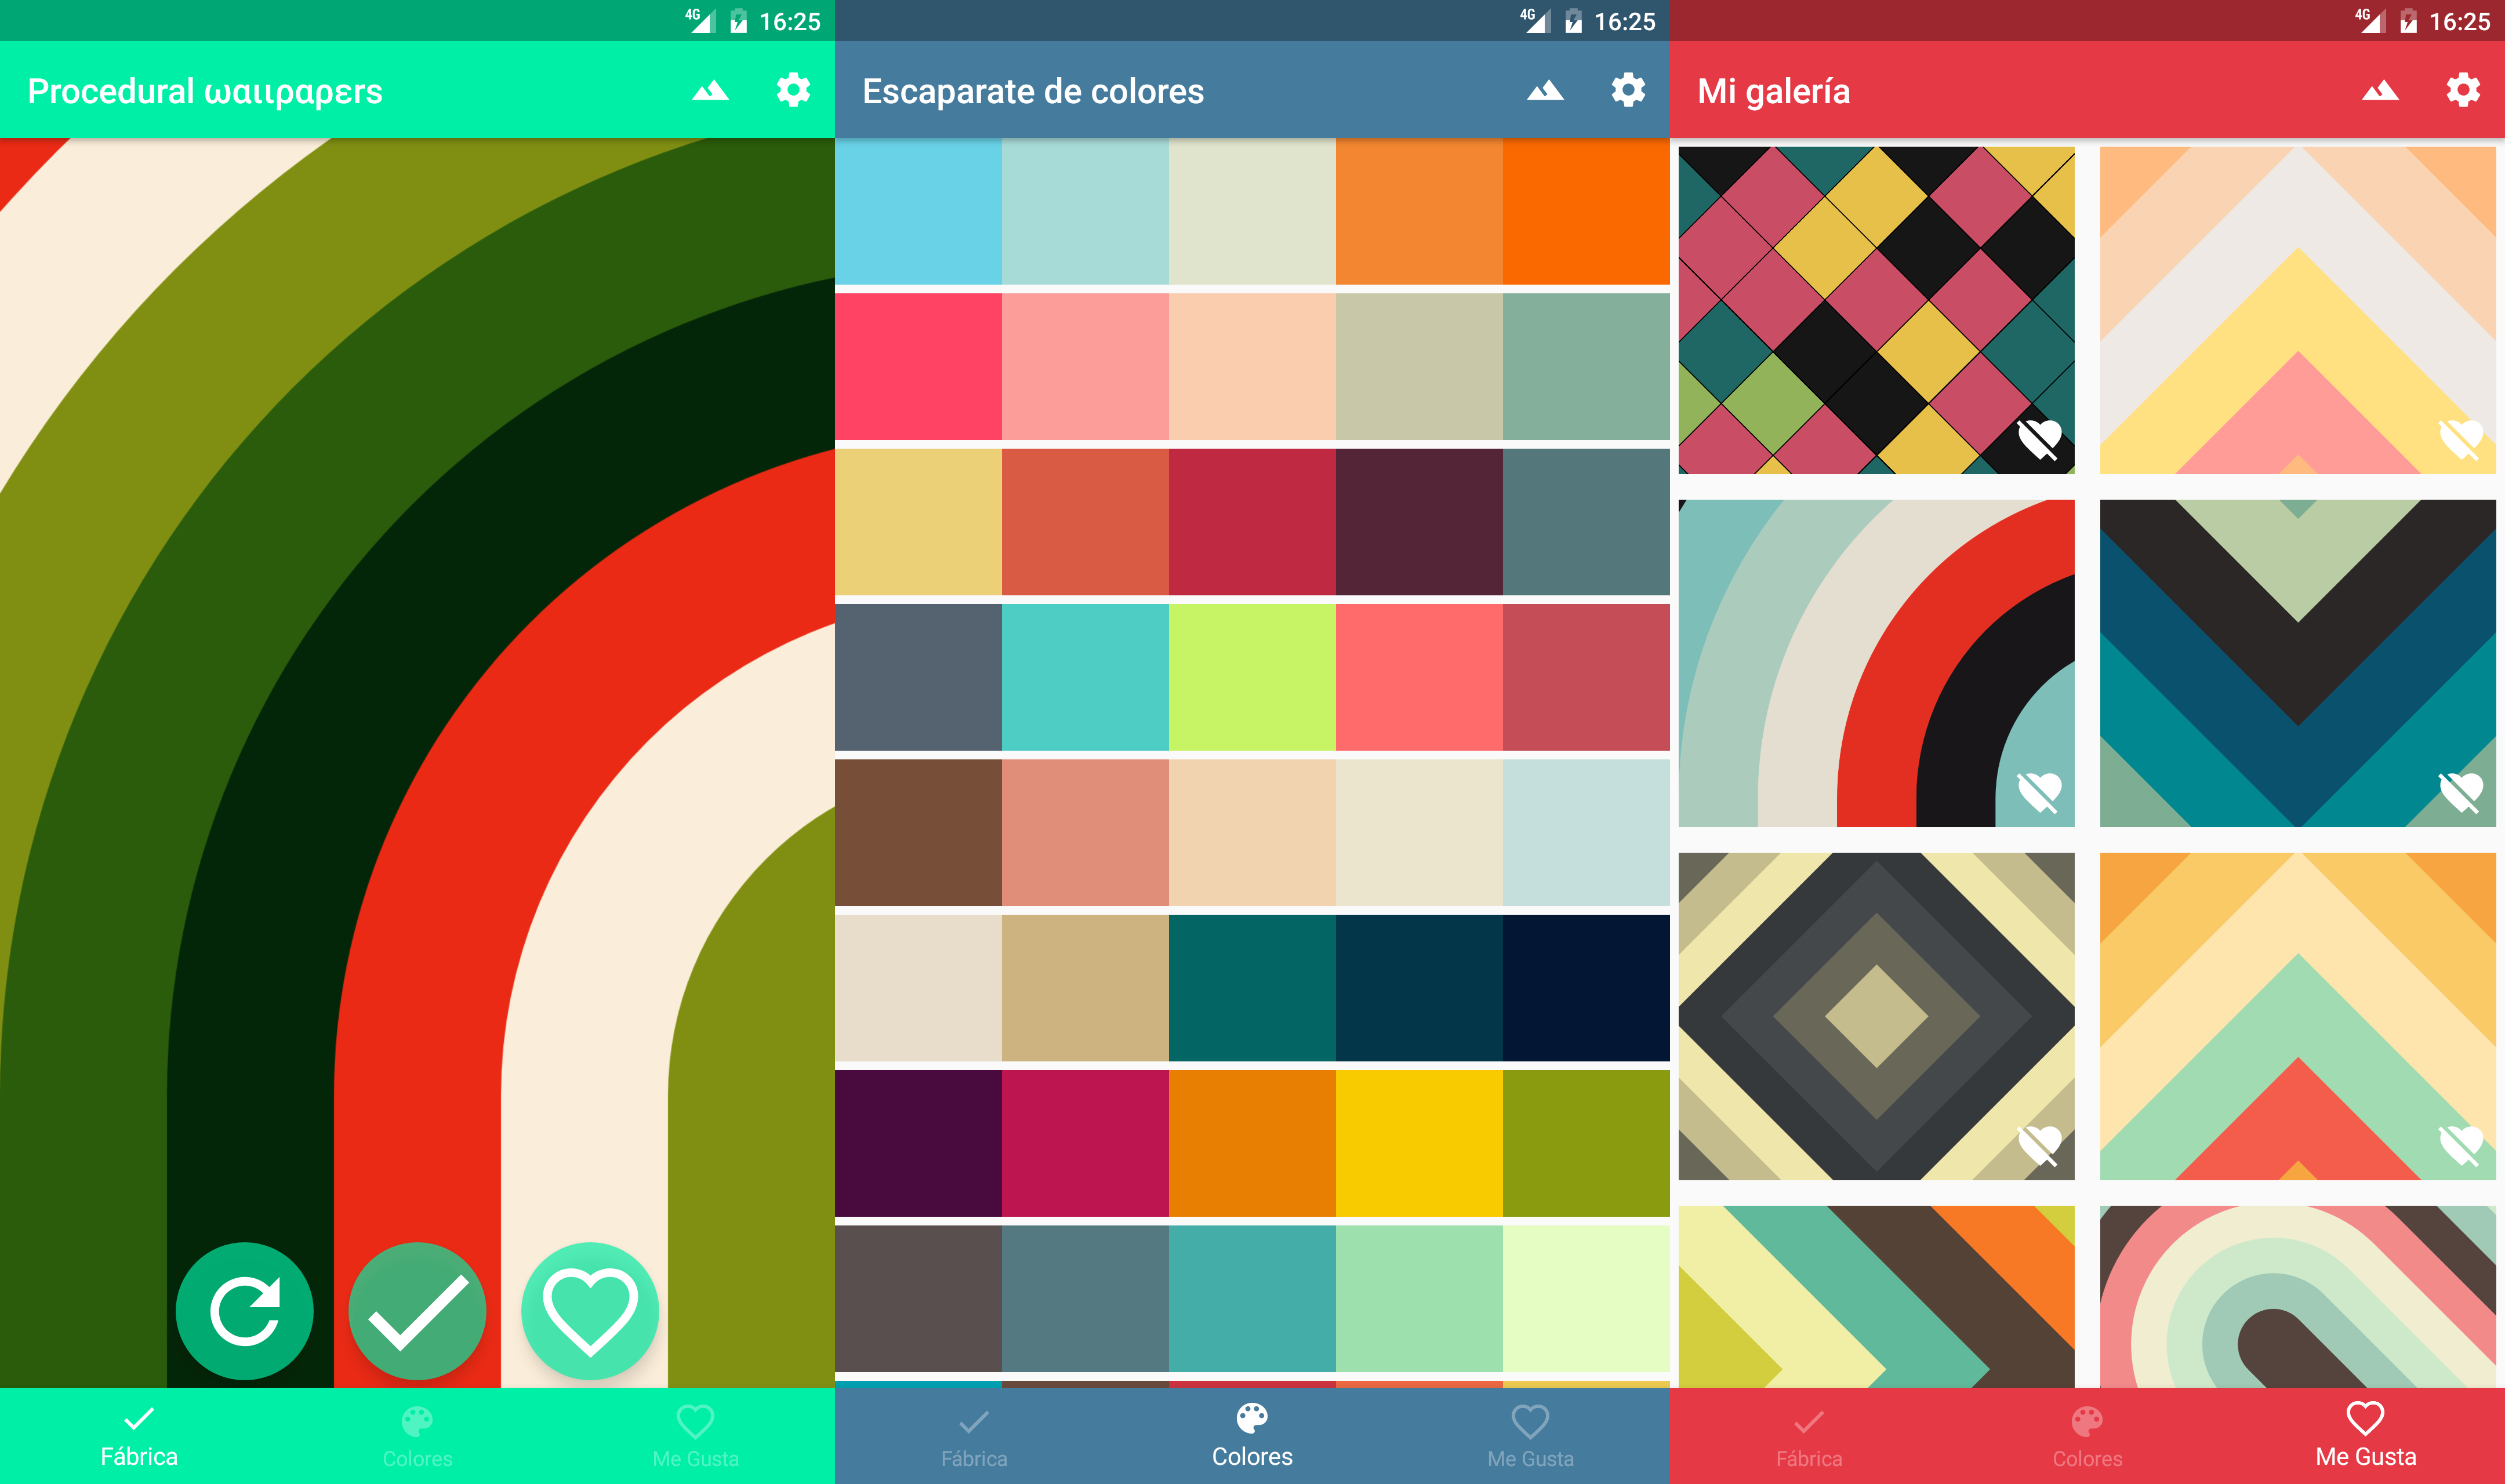 4G 16:25
Procedural ωαιιραρεrs
Fábrica
Colores
Me Gusta
4G 16:25
Escaparate de colores
Fábrica
Colores
Me Gusta
4G 16:25
Mi galería
Fábrica
Colores
Me Gusta